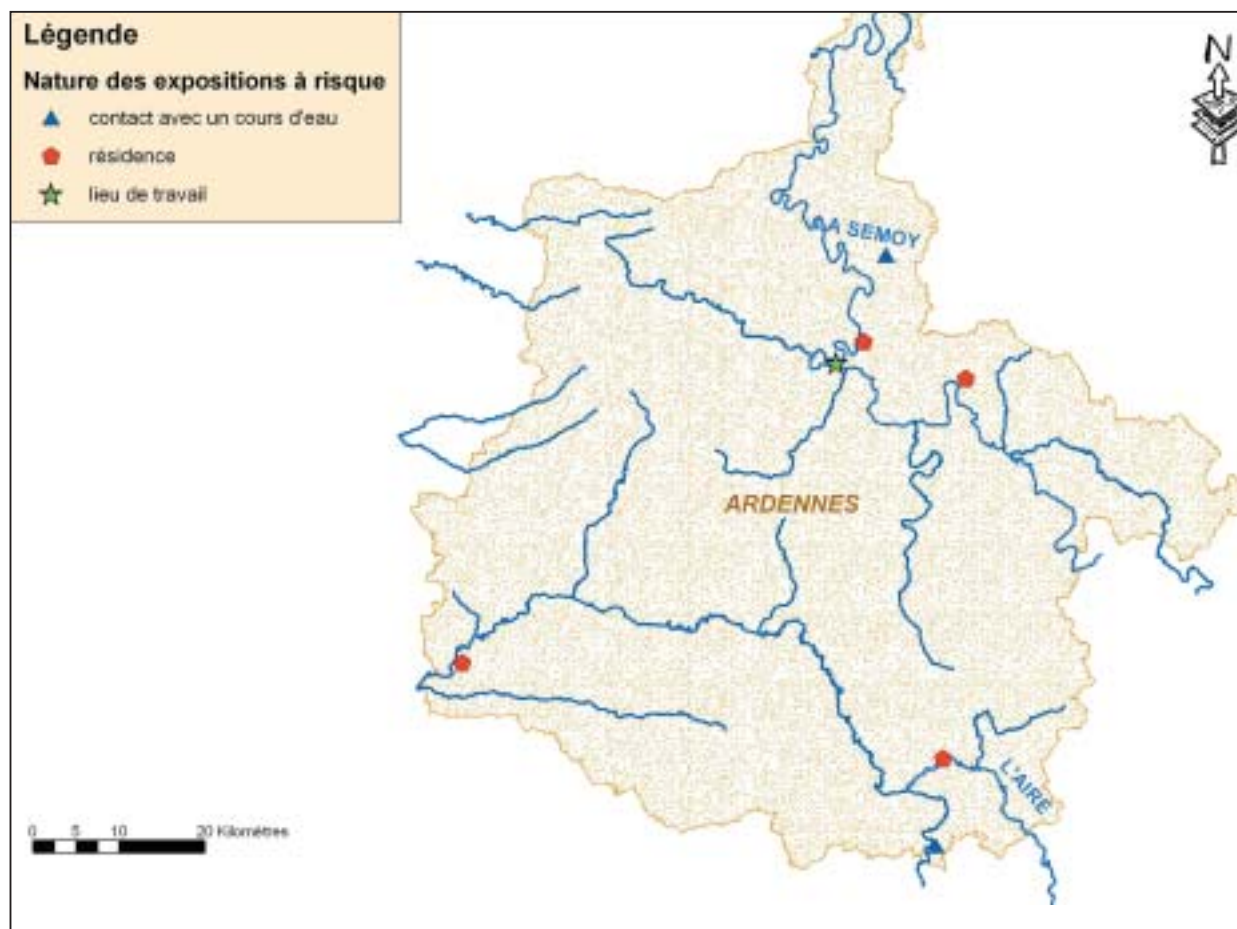 Légende
Nature des expositions à risque
contact avec un cours d'eau
résidence
lieu de travail
N
LA SEMOY
ARDENNES
L'AIRE
0 5 10 20 Kilomètres